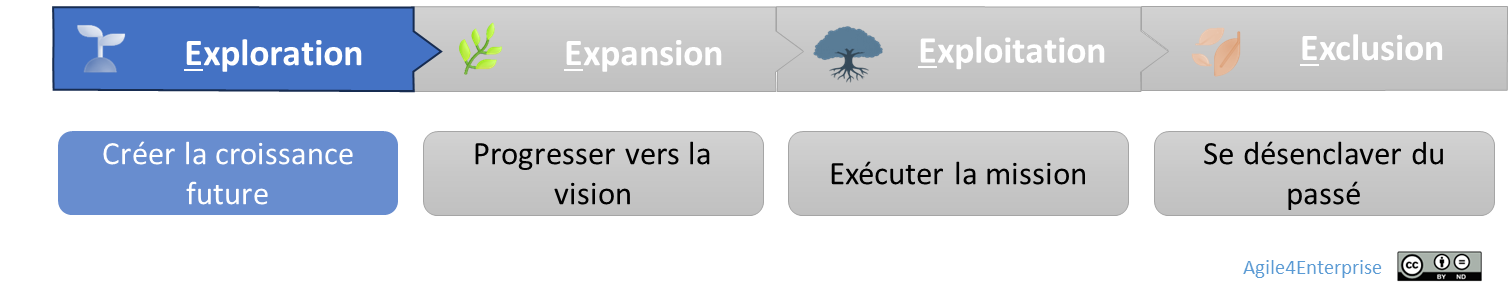 Exploration
Expansion
Exploitation
Exclusion
Créer la croissance
future
Progresser vers la
vision
Exécuter la mission
Se désenclaver du
passé
Agile4Enterprise
cc
BY ND